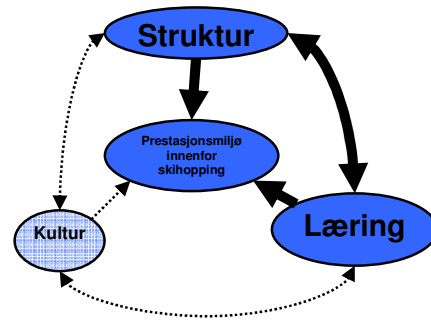 Struktur
Prestasjonsmiljø
innenfor
skihopping
Kultur
Læring